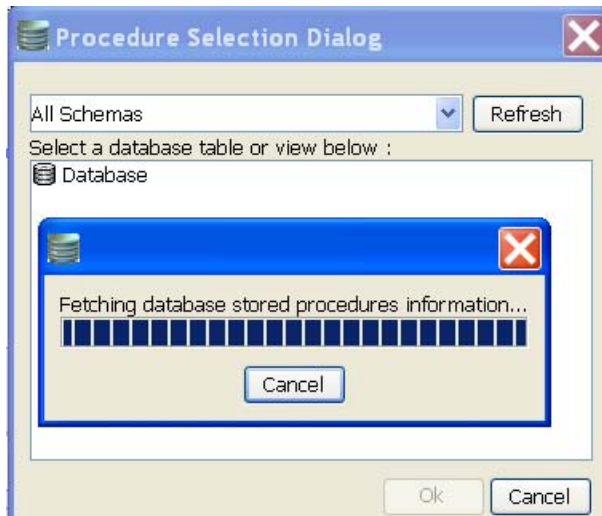 Procedure Selection Dialog
All Schemas
Refresh
Select a database table or view below :
Database
Fetching database stored procedures information...
Cancel
Ok
Cancel